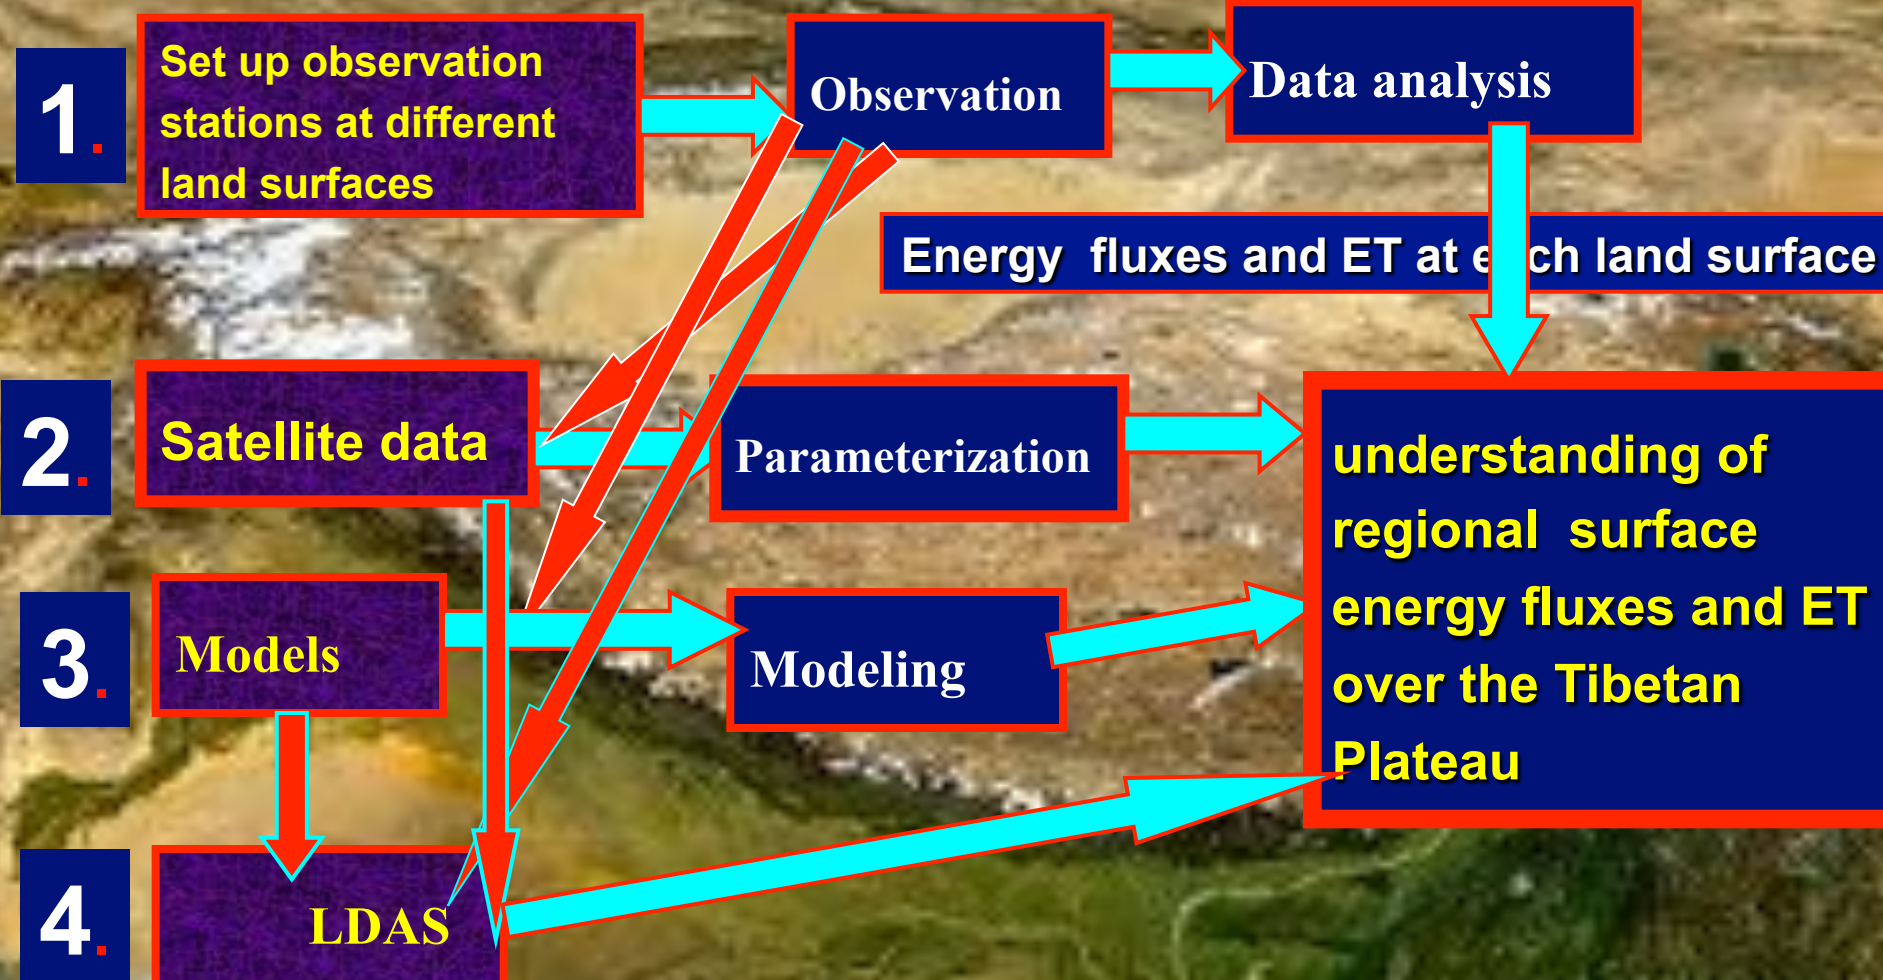 1.
Set up observation
stations at different
land surfaces
Observation
Data analysis
Energy fluxes and ET at e ch land surface
2.
Satellite data
Parameterization
understanding of
regional surface
energy fluxes and ET
over the Tibetan
Plateau
3.
Models
Modeling
4.
LDAS